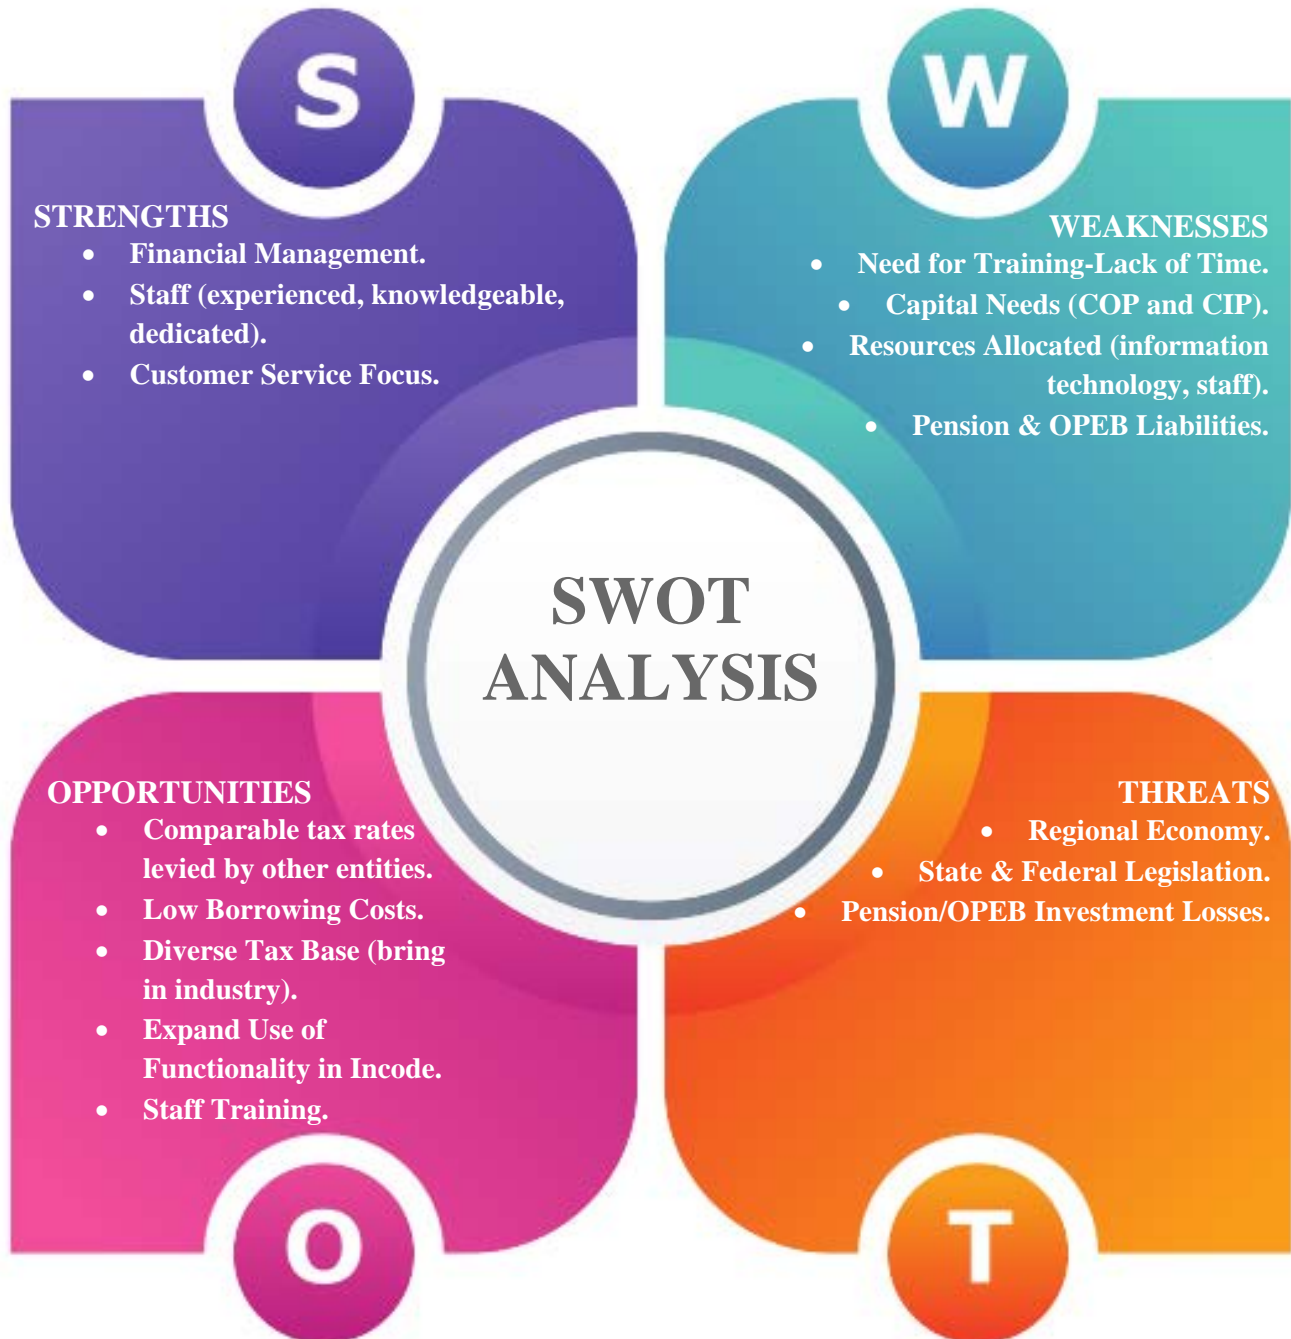 S
STRENGTHS
• Financial Management.
• Staff (experienced, knowledgeable,
dedicated).
• Customer Service Focus.
W
WEAKNESSES
• Need for Training-Lack of Time.
• Capital Needs (COP and CIP).
• Resources Allocated (information
technology, staff).
• Pension & OPEB Liabilities.
SWOT
ANALYSIS
OPPORTUNITIES
• Comparable tax rates
levied by other entities.
• Low Borrowing Costs.
• Diverse Tax Base (bring
in industry).
• Expand Use of
Functionality in Incode.
• Staff Training.
O
THREATS
• Regional Economy.
• State & Federal Legislation.
• Pension/OPEB Investment Losses.
T